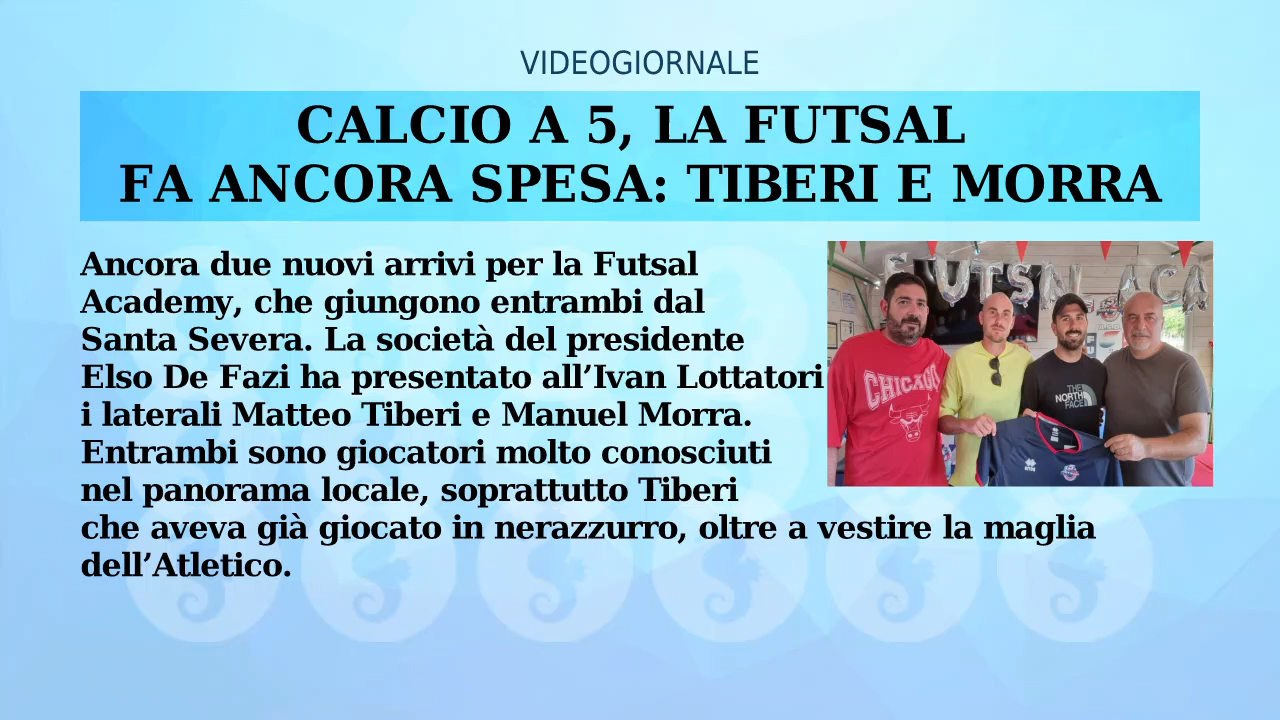 VIDEOGIORNALE
CALCIO A 5, LA FUTSAL
FA ANCORA SPESA: TIBERI E MORRA
Ancora due nuovi arrivi per la Futsal
Academy, che giungono entrambi dal
Santa Severa. La società del presidente
Elso De Fazi ha presentato all’Ivan Lottatori
i laterali Matteo Tiberi e Manuel Morra.
Entrambi sono giocatori molto conosciuti
nel panorama locale, soprattutto Tiberi
che aveva già giocato in nerazzurro, oltre a vestire la maglia
dell’Atletico.
FUTSAL ACA
CHICAGO
THE
NORTH
FACE